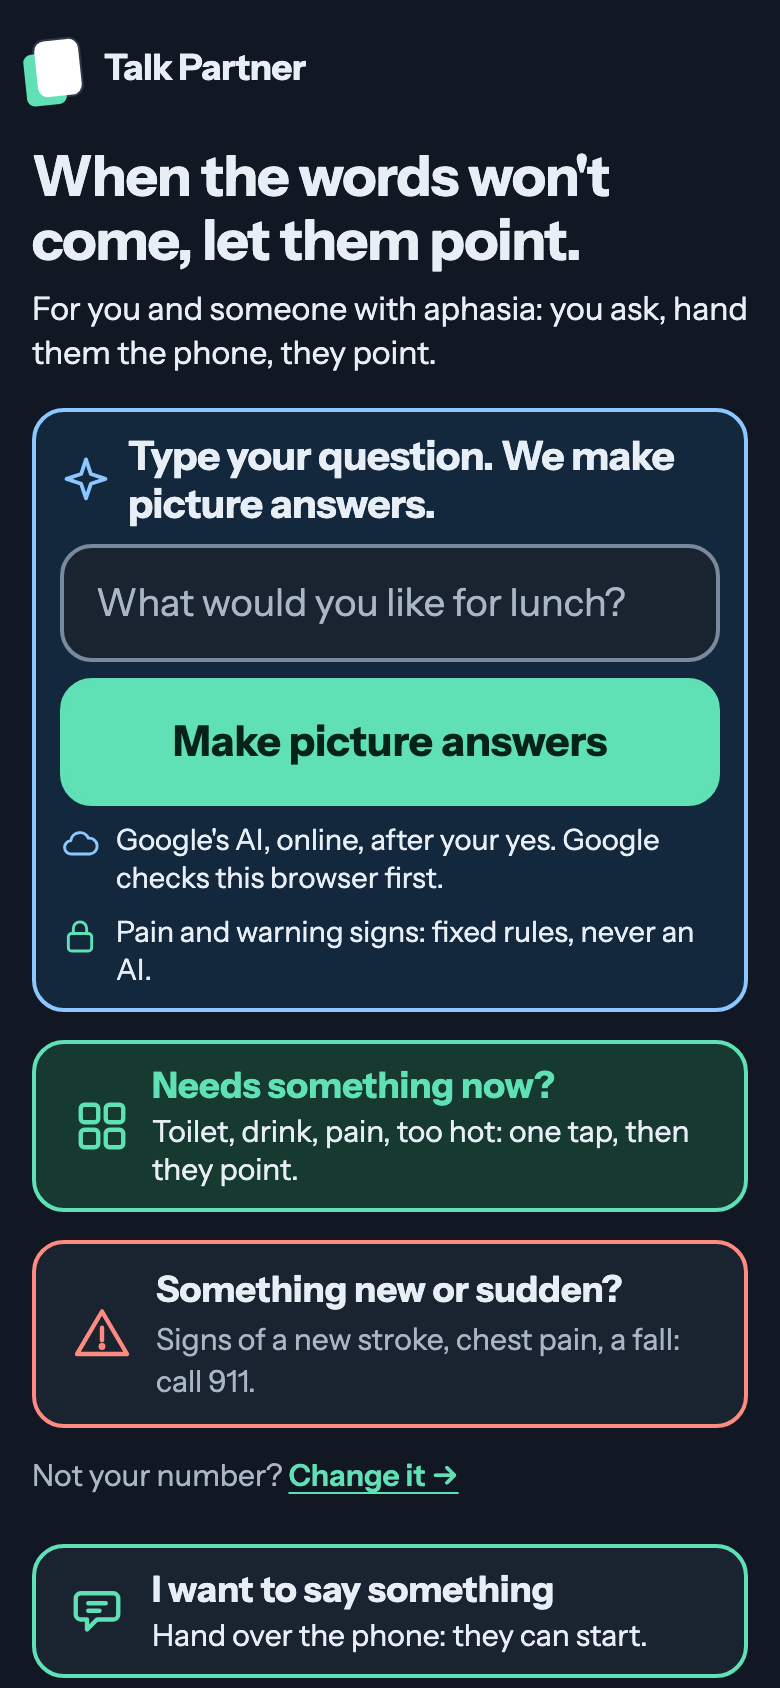 Talk Partner
When the words won't
come, let them point.
For you and someone with aphasia: you ask, hand
them the phone, they point.
Type your question. We make
picture answers.
What would you like for lunch?
Make picture answers
Google's AI, online, after your yes. Google
checks this browser first.
Pain and warning signs: fixed rules, never an
AI.
Needs something now?
Toilet, drink, pain, too hot: one tap, then
they point.
Something new or sudden?
Signs of a new stroke, chest pain, a fall:
call 911.
Not your number? Change it →
I want to say something
Hand over the phone: they can start.